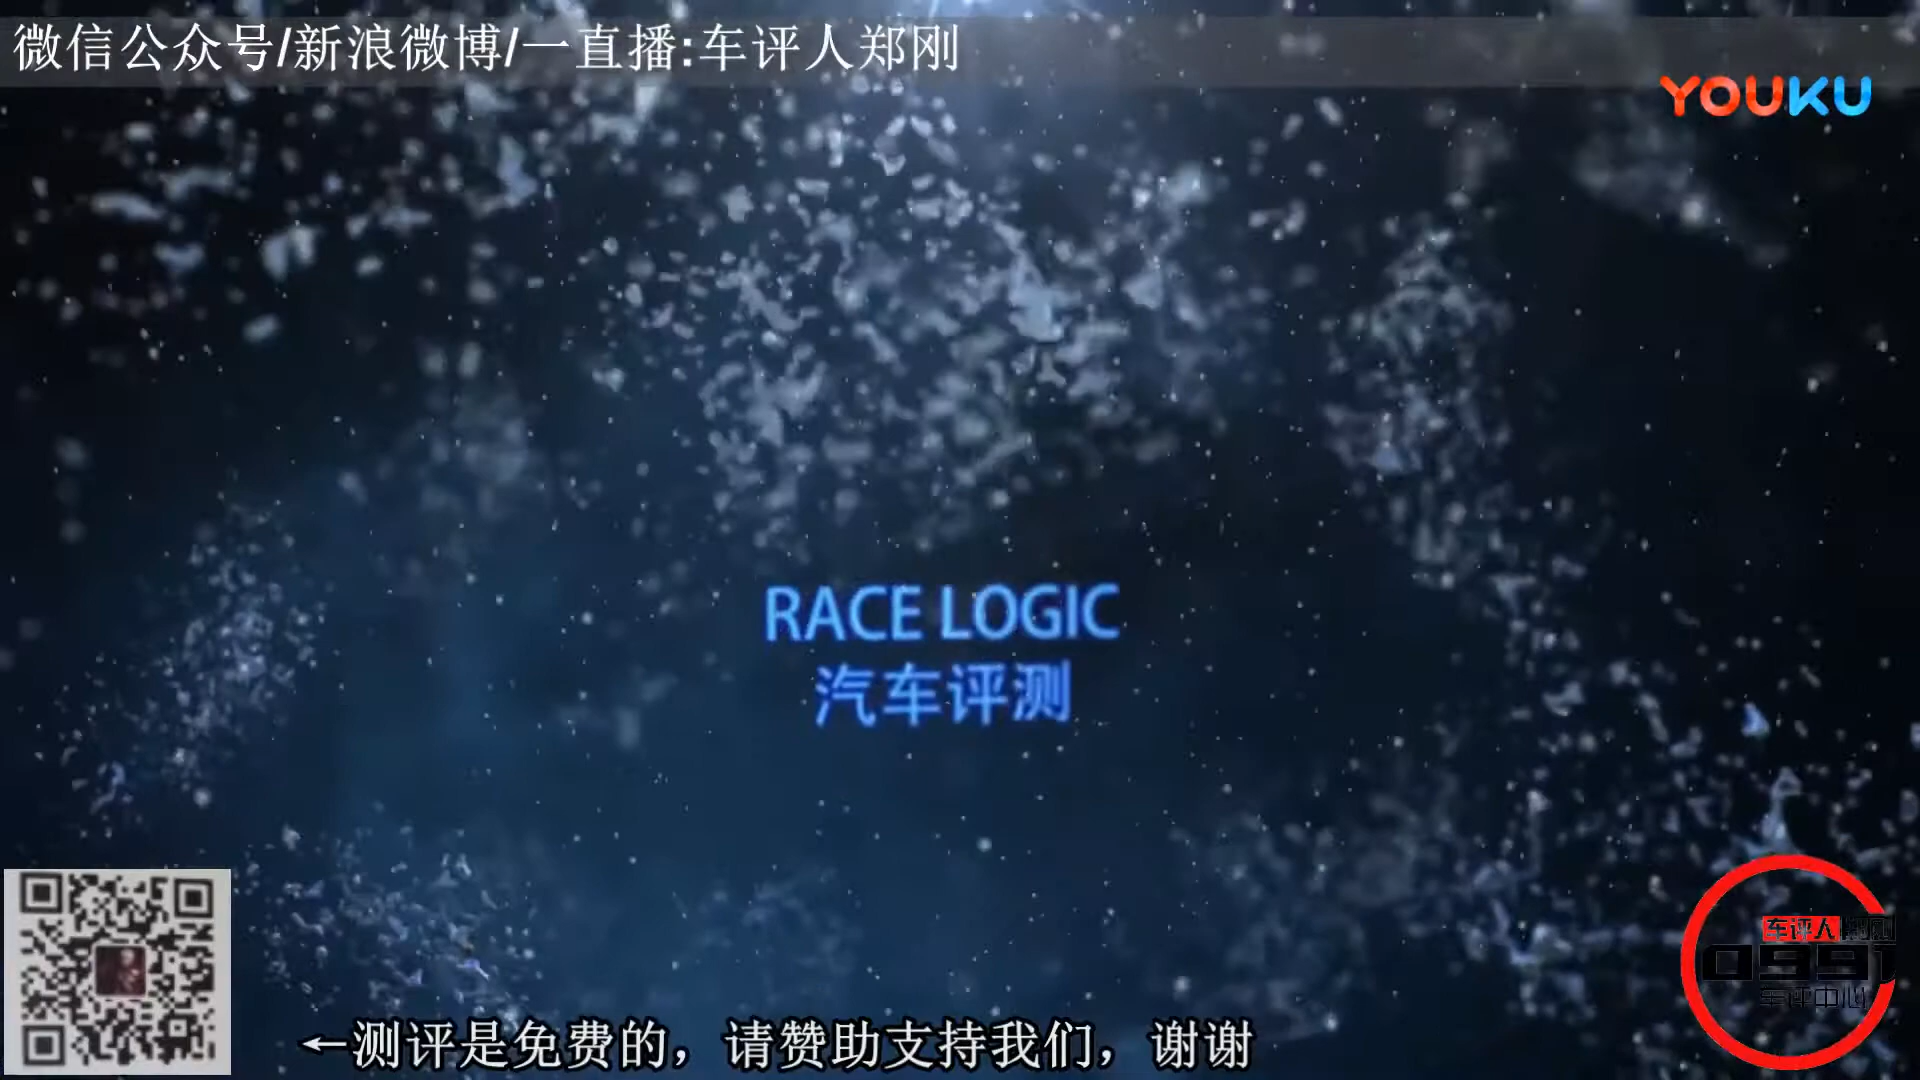 微信公众号/新浪微博/一直播:车评人郑刚
YOUKU
RACE LOGIC
汽车评测
车评人郑刚
0991
车评中心
←测评是免费的，请赞助支持我们，谢谢